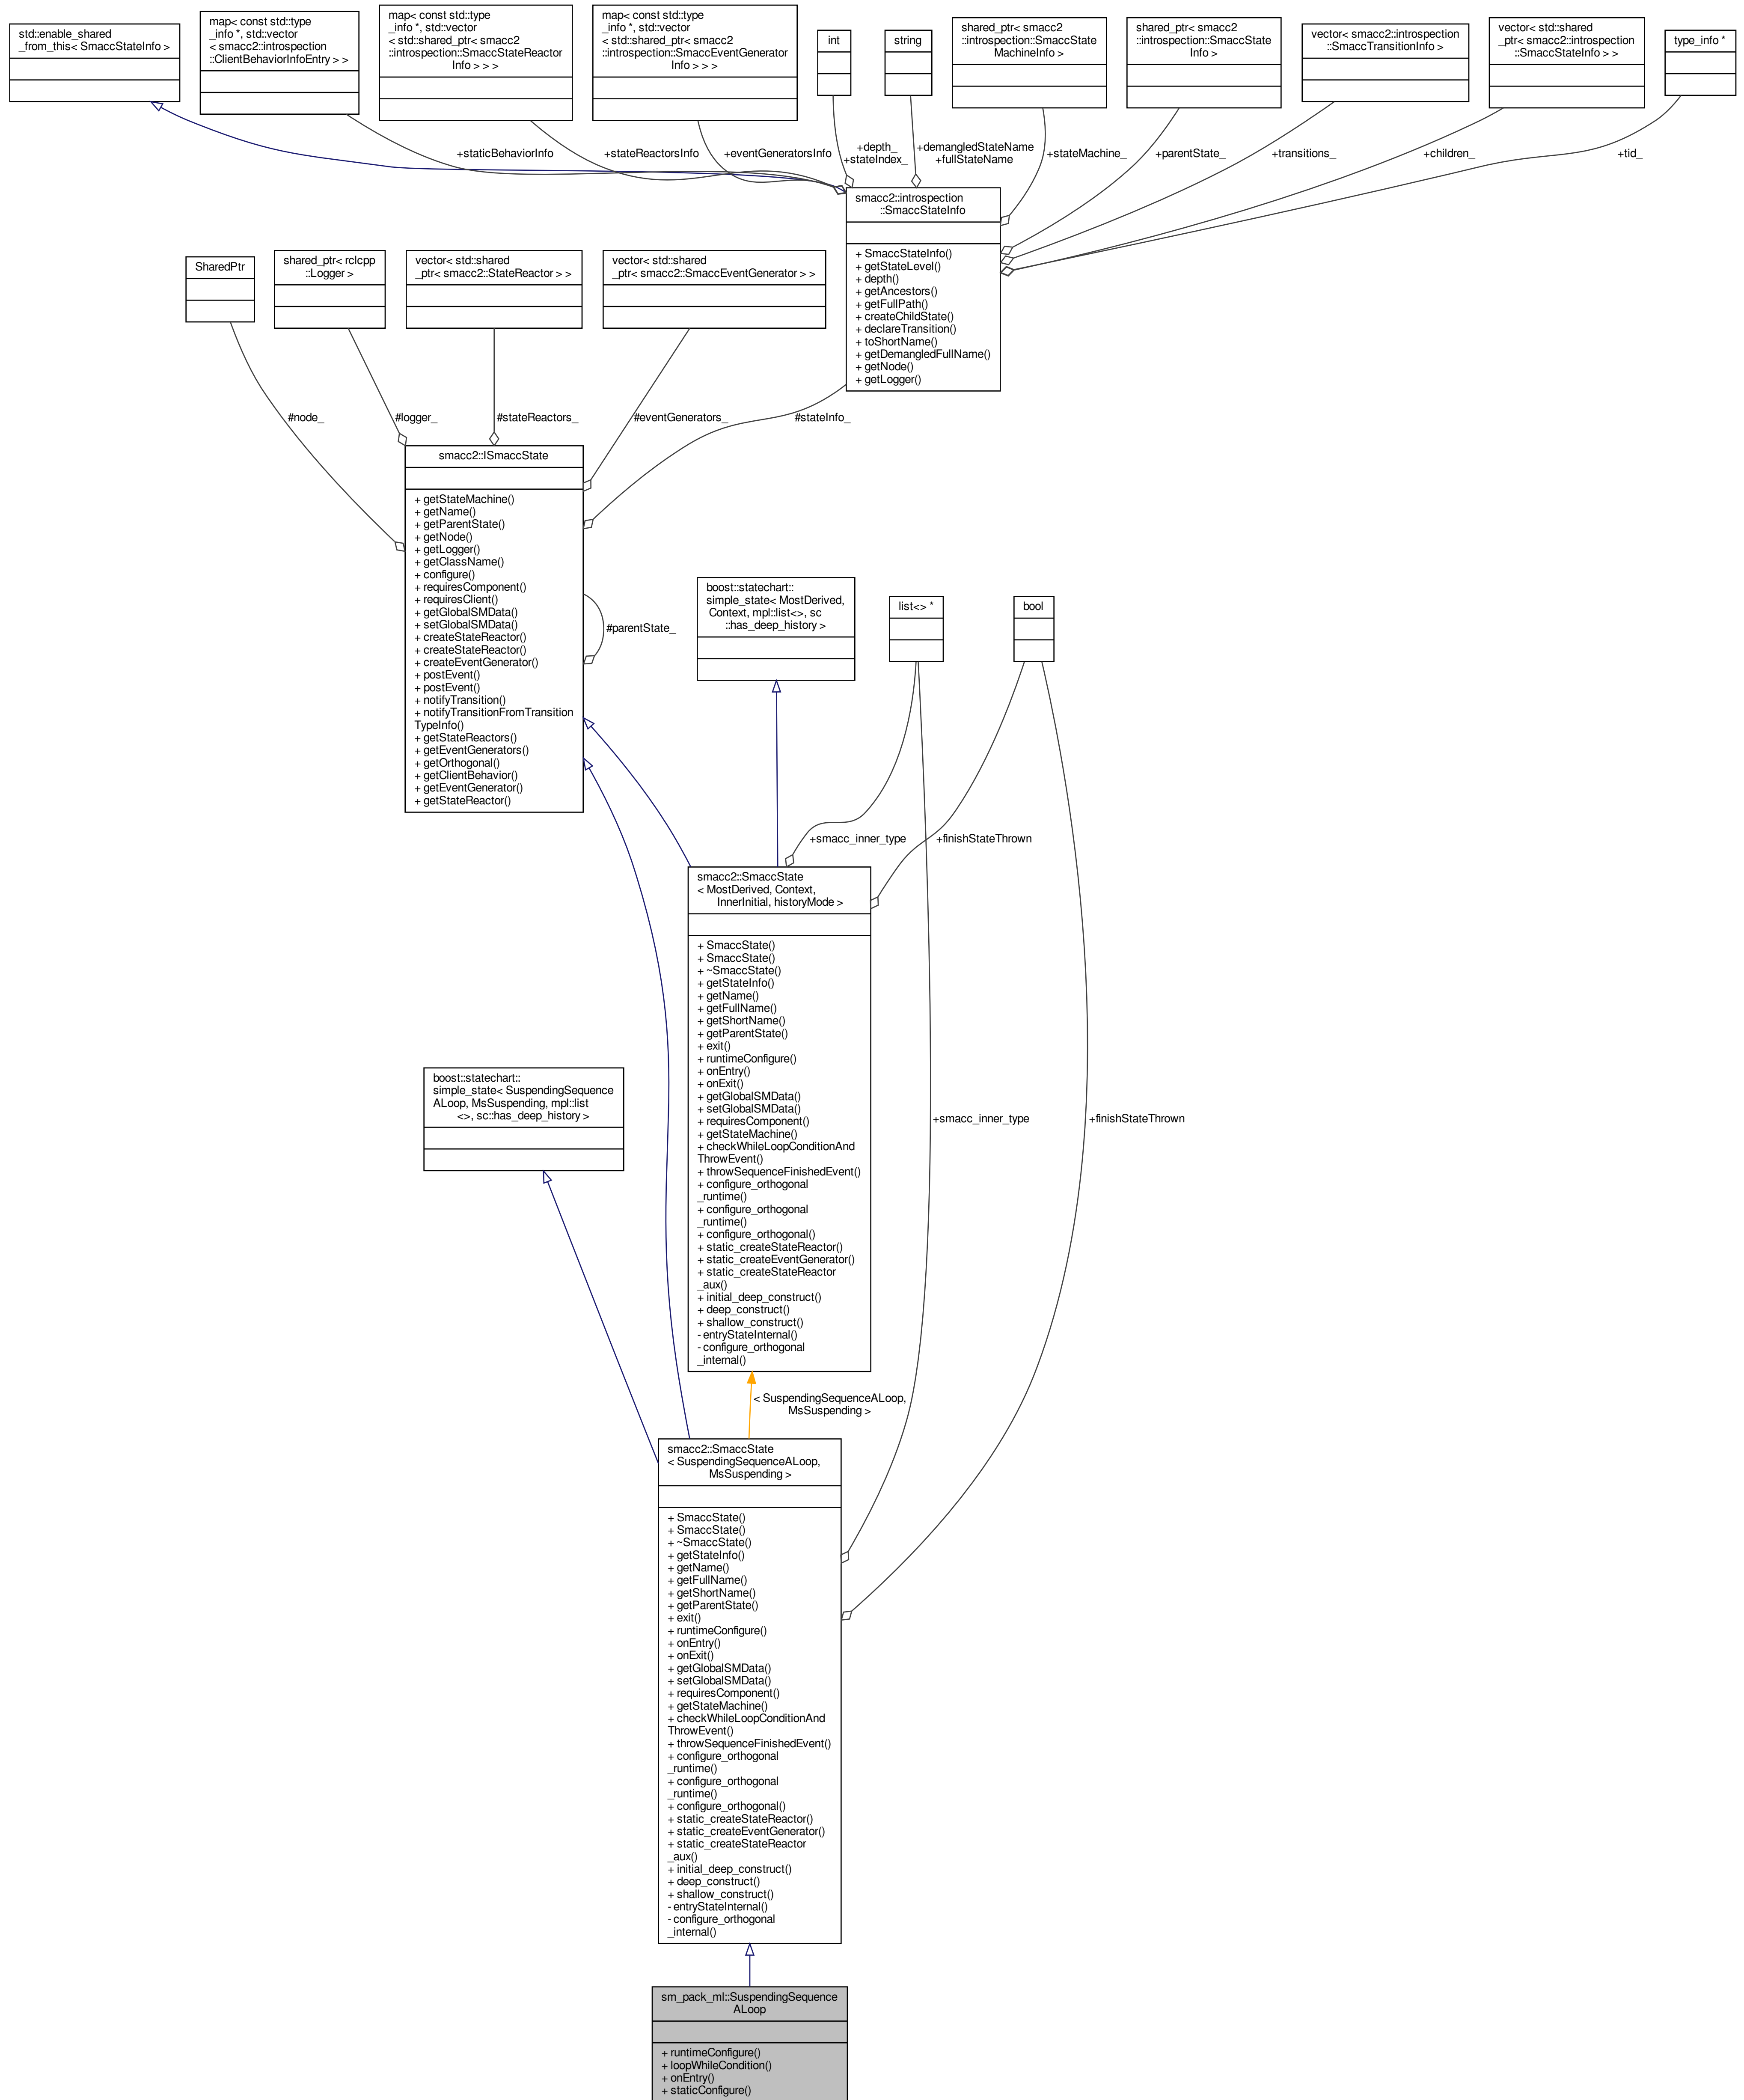 std::enable_shared
_from_this< SmaccStateInfo >
map< const std::type
_info *, std::vector
< smacc2::introspection
::ClientBehaviorInfoEntry > >
map< const std::type
_info *, std::vector
< std::shared_ptr< smacc2
::introspection::SmaccStateReactor
Info > > >
map< const std::type
_info *, std::vector
< std::shared_ptr< smacc2
::introspection::SmaccEventGenerator
Info > > >
int
string
shared_ptr< smacc2
::introspection::SmaccState
MachineInfo >
shared_ptr< smacc2
::introspection::SmaccState
Info >
vector< smacc2::introspection
::SmaccTransitionInfo >
vector< std::shared
_ptr< smacc2::introspection
::SmaccStateInfo > >
type_info *
+staticBehaviorInfo
+stateReactorsInfo
+eventGeneratorsInfo
+depth_
+stateIndex_
+demangledStateName
+fullStateName
+stateMachine_
+parentState_
+transitions_
+children_
+tid_
smacc2::introspection
::SmaccStateInfo
+ SmaccStateInfo()
+ getStateLevel()
+ depth()
+ getAncestors()
+ getFullPath()
+ createChildState()
+ declareTransition()
+ toShortName()
+ getDemangledFullName()
+ getNode()
+ getLogger()
SharedPtr
shared_ptr< rclcpp
::Logger >
vector< std::shared
_ptr< smacc2::StateReactor > >
vector< std::shared
_ptr< smacc2::SmaccEventGenerator > >
#node_
#logger_
#stateReactors_
#eventGenerators_
#stateInfo_
smacc2::ISmaccState
+ getStateMachine()
+ getName()
+ getParentState()
+ getNode()
+ getLogger()
+ getClassName()
+ configure()
+ requiresComponent()
+ requiresClient()
+ getGlobalSMData()
+ setGlobalSMData()
+ createStateReactor()
+ createStateReactor()
+ createEventGenerator()
+ postEvent()
+ postEvent()
+ notifyTransition()
+ notifyTransitionFromTransition
TypeInfo()
+ getStateReactors()
+ getEventGenerators()
+ getOrthogonal()
+ getClientBehavior()
+ getEventGenerator()
+ getStateReactor()
#parentState_
boost::statechart::
simple_state< MostDerived,
Context, mpl::list<>, sc
::has_deep_history >
list<> *
bool
+smacc_inner_type
+finishStateThrown
smacc2::SmaccState
< MostDerived, Context,
InnerInitial, historyMode >
+ SmaccState()
+ SmaccState()
+ ~SmaccState()
+ getStateInfo()
+ getName()
+ getFullName()
+ getShortName()
+ getParentState()
+ exit()
+ runtimeConfigure()
+ onEntry()
+ onExit()
+ getGlobalSMData()
+ setGlobalSMData()
+ requiresComponent()
+ getStateMachine()
+ checkWhileLoopConditionAnd
ThrowEvent()
+ throwSequenceFinishedEvent()
+ configure_orthogonal
_runtime()
+ configure_orthogonal
_runtime()
+ configure_orthogonal()
+ static_createStateReactor()
+ static_createEventGenerator()
+ static_createStateReactor
_aux()
+ initial_deep_construct()
+ deep_construct()
+ shallow_construct()
- entryStateInternal()
- configure_orthogonal
_internal()
boost::statechart::
simple_state< SuspendingSequence
ALoop, MsSuspending, mpl::list
<>, sc::has_deep_history >
+smacc_inner_type
+finishStateThrown
< SuspendingSequenceALoop,
MsSuspending >
smacc2::SmaccState
< SuspendingSequenceALoop,
MsSuspending >
+ SmaccState()
+ SmaccState()
+ ~SmaccState()
+ getStateInfo()
+ getName()
+ getFullName()
+ getShortName()
+ getParentState()
+ exit()
+ runtimeConfigure()
+ onEntry()
+ onExit()
+ getGlobalSMData()
+ setGlobalSMData()
+ requiresComponent()
+ getStateMachine()
+ checkWhileLoopConditionAnd
ThrowEvent()
+ throwSequenceFinishedEvent()
+ configure_orthogonal
_runtime()
+ configure_orthogonal
_runtime()
+ configure_orthogonal()
+ static_createStateReactor()
+ static_createEventGenerator()
+ static_createStateReactor
_aux()
+ initial_deep_construct()
+ deep_construct()
+ shallow_construct()
- entryStateInternal()
- configure_orthogonal
_internal()
sm_pack_ml::SuspendingSequence
ALoop
+ runtimeConfigure()
+ loopWhileCondition()
+ onEntry()
+ staticConfigure()